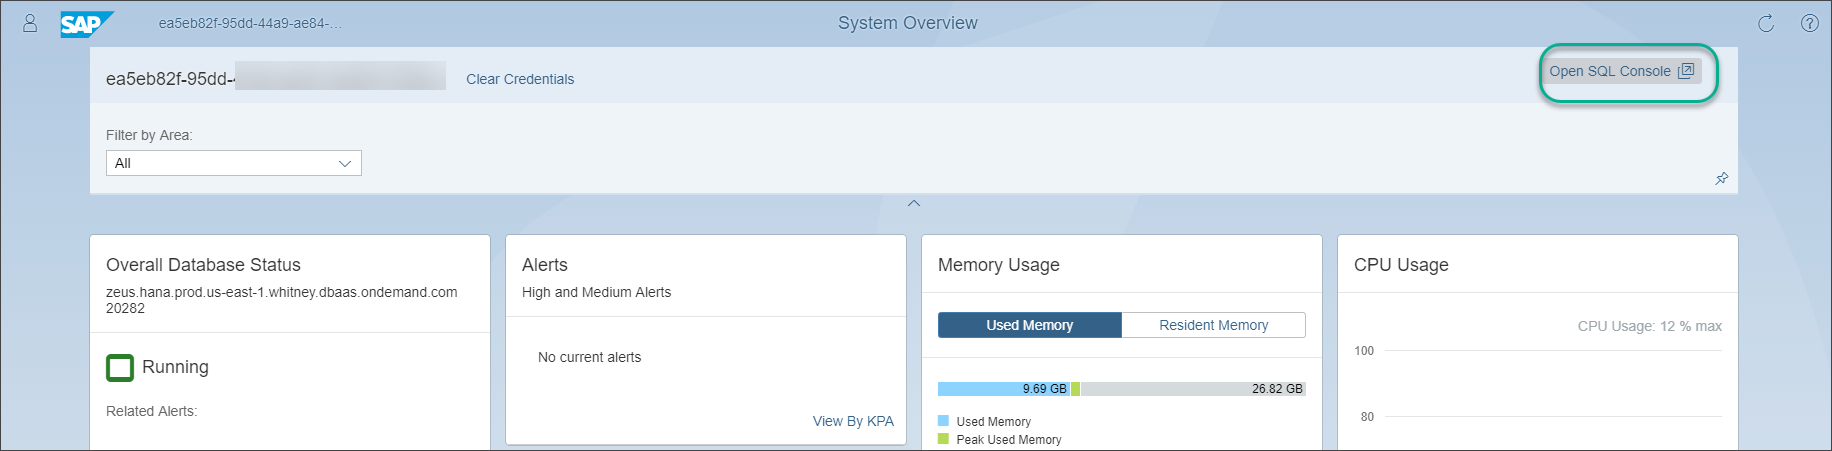 SAP
ea5eb82f-95dd-44a9-ae84-...
System Overview
ea5eb82f-95dd-
Clear Credentials
Open SQL Console
Filter by Area:
All
Overall Database Status
zeus.hana.prod.us-east-1.whitney.dbaas.ondemand.com
20282
Running
Related Alerts:
Alerts
High and Medium Alerts
No current alerts
View By KPA
Memory Usage
Used Memory
Resident Memory
9.69 GB
26.82 GB
Used Memory
Peak Used Memory
CPU Usage
CPU Usage: 12 % max
100
80